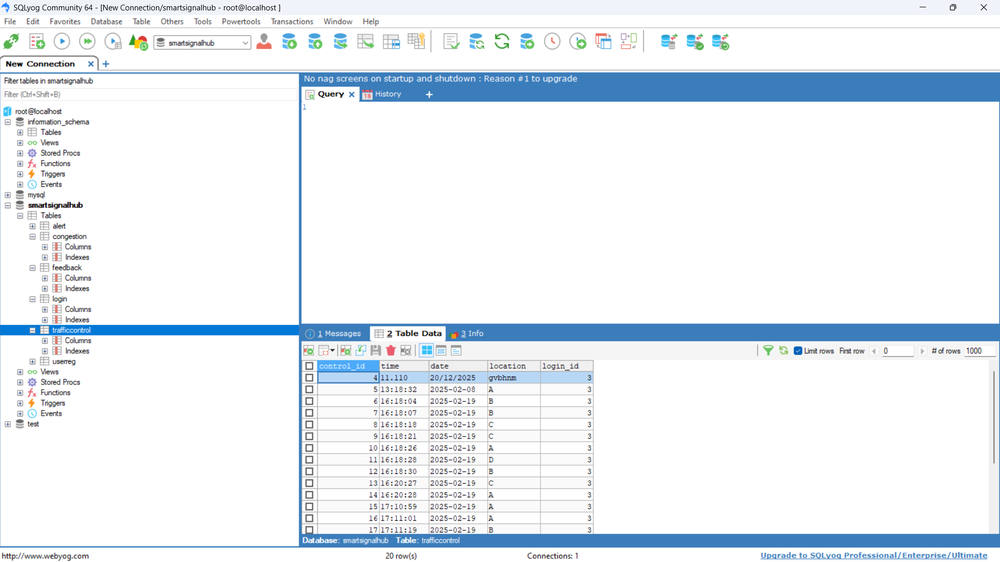 SQLyog Community 64 - [New Connection/smartsignalhub - root@localhost ]
File Edit Favorites Database Table Others Tools Powertools Transactions Window Help
smartsignalhub
New Connection
Filter tables in smartsignalhub
Filter (Ctrl+Shift+B)
root@localhost
information_schema
Tables
Views
Stored Procs
Functions
Triggers
Events
mysql
smartsignalhub
Tables
alert
congestion
Columns
Indexes
feedback
Columns
Indexes
login
Columns
Indexes
trafficcontrol
Columns
Indexes
userreg
Views
Stored Procs
Functions
Triggers
Events
test
No nag screens on startup and shutdown : Reason #1 to upgrade
Query 18 History
1
1 Messages 2 Table Data 3 Info
Limit rows First row 0 # of rows 1000
control_id time date location login_id
4 11.110 20/12/2025 gvbhnm 3
5 13:18:32 2025-02-08 A 3
6 16:18:04 2025-02-19 B 3
7 16:18:07 2025-02-19 B 3
8 16:18:18 2025-02-19 C 3
9 16:18:21 2025-02-19 C 3
10 16:18:26 2025-02-19 A 3
11 16:18:28 2025-02-19 D 3
12 16:18:30 2025-02-19 B 3
13 16:20:27 2025-02-19 C 3
14 16:20:28 2025-02-19 A 3
15 17:10:59 2025-02-19 A 3
16 17:11:01 2025-02-19 A 3
17 17:11:19 2025-02-19 B 3
Database: smartsignalhub Table: trafficcontrol
http://www.webyog.com 20 row(s) Connections: 1 Upgrade to SQLyog Professional/Enterprise/Ultimate